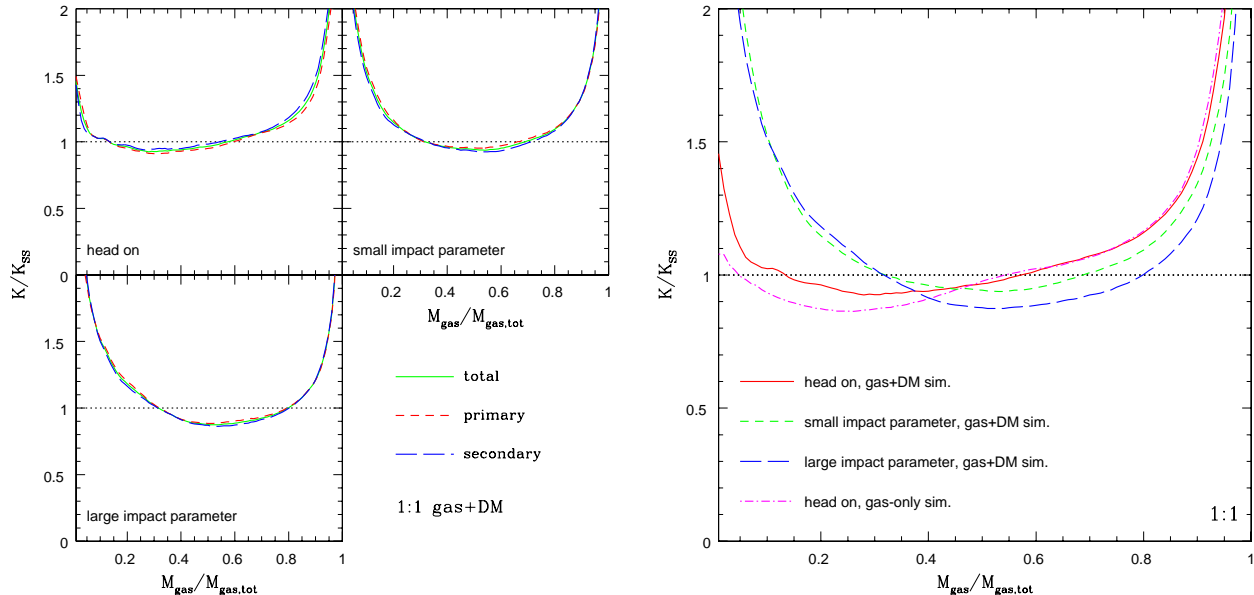 2
1.5
1
0.5
0
K/K_SS
head on
small impact parameter
0.2 0.4 0.6 0.8 1
M_gas/M_gas,tot
1.5
1
0.5
0
large impact parameter
0.2 0.4 0.6 0.8 1
M_gas/M_gas,tot
total
primary
secondary
1:1 gas+DM
2
1.5
1
0.5
0
K/K_SS
head on, gas+DM sim.
small impact parameter, gas+DM sim.
large impact parameter, gas+DM sim.
head on, gas-only sim.
1:1
0.2 0.4 0.6 0.8 1
M_gas/M_gas,tot